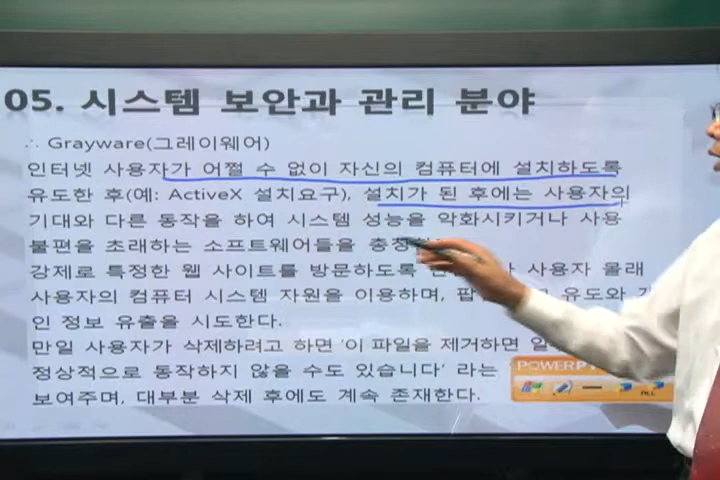 05. 시스템 보안과 관리 분야
∴ Grayware(그레이웨어)
인터넷 사용자가 어쩔 수 없이 자신의 컴퓨터에 설치하도록
유도한 후(예: ActiveX 설치요구), 설치가 된 후에는 사용자의
기대와 다른 동작을 하여 시스템 성능을 악화시키거나 사용
불편을 초래하는 소프트웨어들을
강제로 특정한 웹 사이트를 방문하도록 사용자 몰래
사용자의 컴퓨터 시스템 자원을 이용하며, 유도와
인 정보 유출을 시도한다.
만일 사용자가 삭제하려고 하면 '이 파일을 제거하면
정상적으로 동작하지 않을 수도 있습니다' 라는
보여주며, 대부분 삭제 후에도 계속 존재한다.
ALL